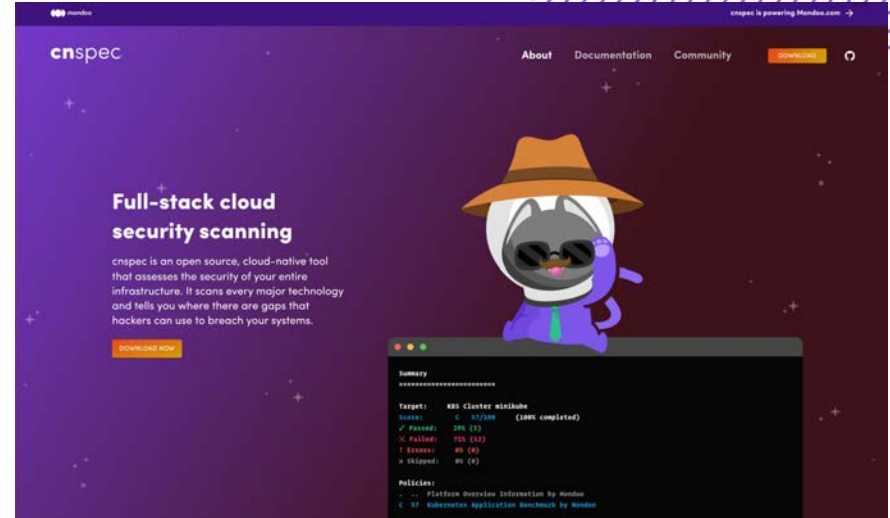 mondoo
cnspec is powering Mondoo.com →
cnspec
About Documentation Community DOWNLOAD
Full-stack cloud
security scanning
cnspec is an open source, cloud-native tool
that assesses the security of your entire
infrastructure. It scans every major technology
and tells you where there are gaps that
hackers can use to breach your systems.
DOWNLOAD NOW
Summary
========================
Target: K8S Cluster minikube
Score: C 57/100 (100% completed)
✓ Passed: 29% (5)
✕ Failed: 71% (12)
! Errors: 0% (0)
» Skipped: 0% (0)
Policies:
. .. Platform Overview Information by Mondoo
C 57 Kubernetes Application Benchmark by Mondoo